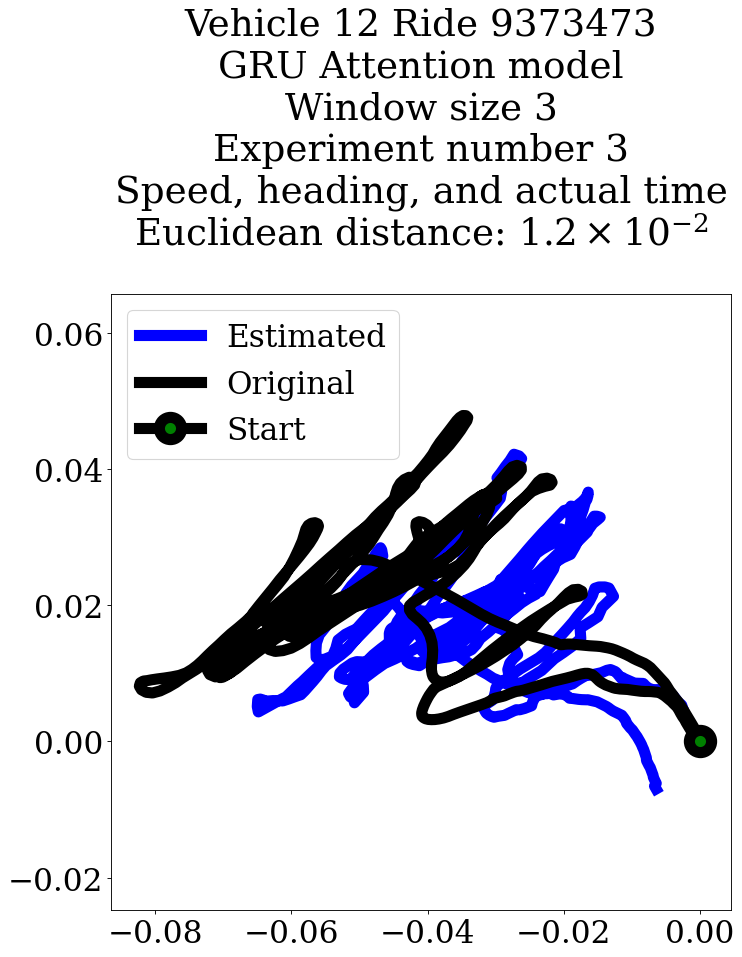 Vehicle 12 Ride 9373473
GRU Attention model
Window size 3
Experiment number 3
Speed, heading, and actual time
Euclidean distance: 1.2 × 10⁻²
Estimated
Original
Start
0.06
0.04
0.02
0.00
−0.02
−0.08 −0.06 −0.04 −0.02 0.00